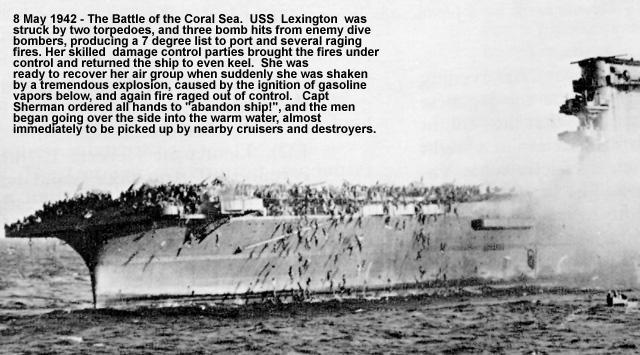 8 May 1942 - The Battle of the Coral Sea. USS Lexington was
struck by two torpedoes, and three bomb hits from enemy dive
bombers, producing a 7 degree list to port and several raging
fires. Her skilled damage control parties brought the fires under
control and returned the ship to even keel. She was
ready to recover her air group when suddenly she was shaken
by a tremendous explosion, caused by the ignition of gasoline
vapors below, and again fire raged out of control. Capt
Sherman ordered all hands to "abandon ship!", and the men
began going over the side into the warm water, almost
immediately to be picked up by nearby cruisers and destroyers.